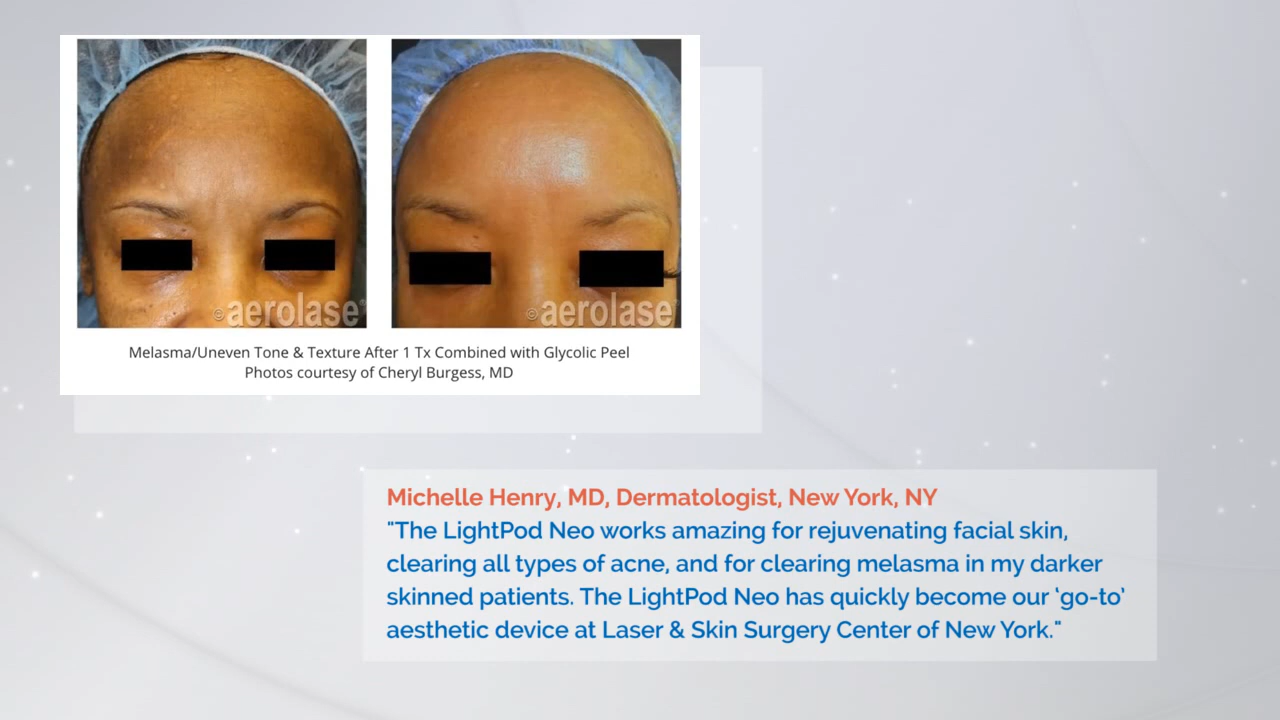 ©aerolase®
©aerolase®
Melasma/Uneven Tone & Texture After 1 Tx Combined with Glycolic Peel
Photos courtesy of Cheryl Burgess, MD
Michelle Henry, MD, Dermatologist, New York, NY
"The LightPod Neo works amazing for rejuvenating facial skin,
clearing all types of acne, and for clearing melasma in my darker
skinned patients. The LightPod Neo has quickly become our ‘go-to’
aesthetic device at Laser & Skin Surgery Center of New York."